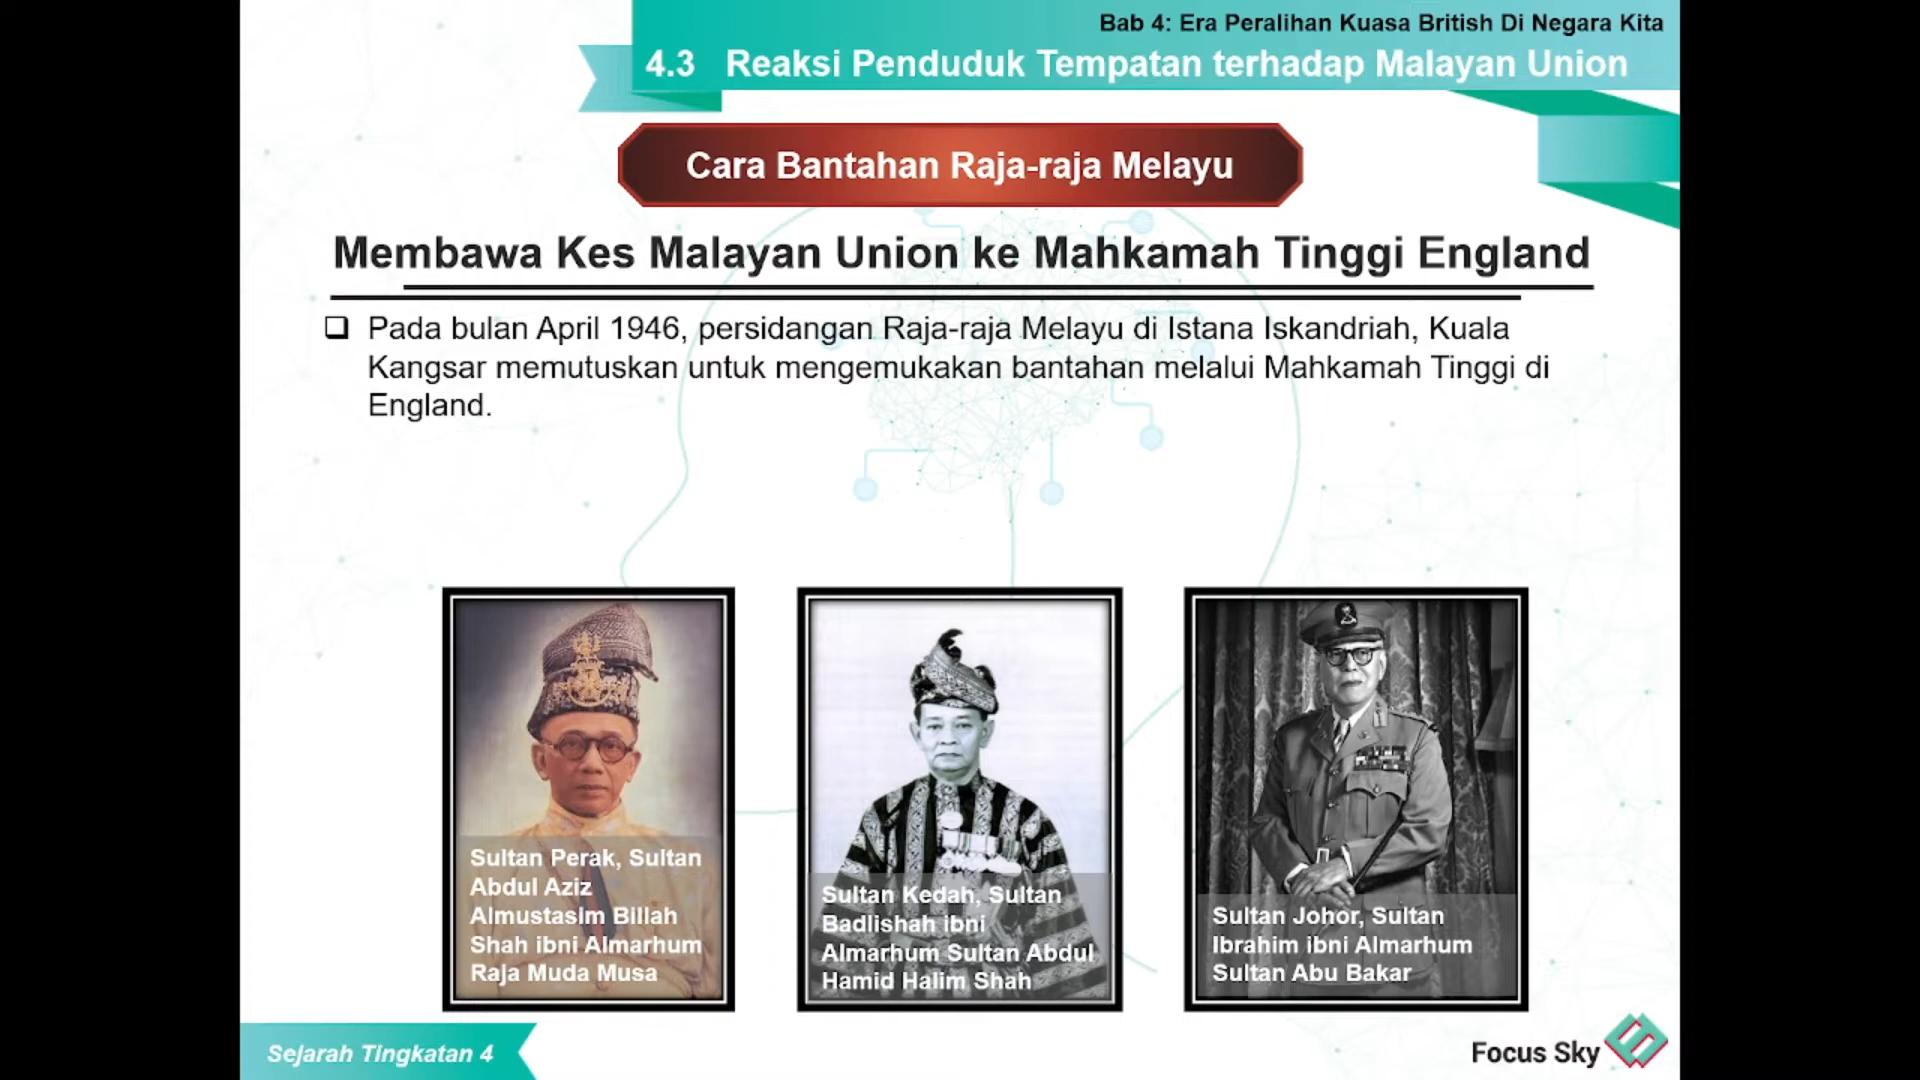 Bab 4: Era Peralihan Kuasa British Di Negara Kita
4.3 Reaksi Penduduk Tempatan terhadap Malayan Union
Cara Bantahan Raja-raja Melayu
Membawa Kes Malayan Union ke Mahkamah Tinggi England
Pada bulan April 1946, persidangan Raja-raja Melayu di Istana Iskandriah, Kuala
Kangsar memutuskan untuk mengemukakan bantahan melalui Mahkamah Tinggi di
England.
Sultan Perak, Sultan
Abdul Aziz
Almustasim Billah
Shah ibni Almarhum
Raja Muda Musa
Sultan Kedah, Sultan
Badlishah ibni
Almarhum Sultan Abdul
Hamid Halim Shah
Sultan Johor, Sultan
Ibrahim ibni Almarhum
Sultan Abu Bakar
Sejarah Tingkatan 4
Focus Sky